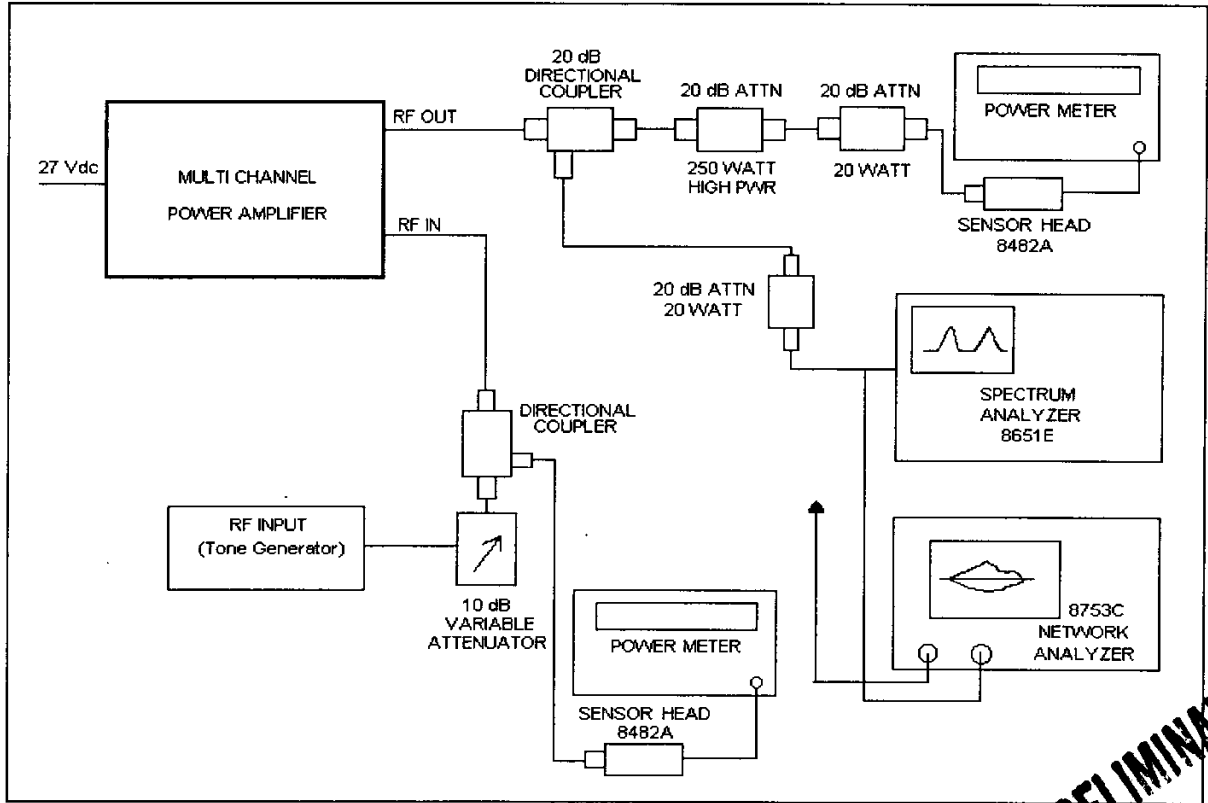 20 dB
DIRECTIONAL
COUPLER
20 dB ATTN
20 dB ATTN
POWER METER
RF OUT
27 Vdc
MULTI CHANNEL
POWER AMPLIFIER
250 WATT
HIGH PWR
20 WATT
RF IN
SENSOR HEAD
8482A
20 dB ATTN
20 WATT
SPECTRUM
ANALYZER
8651E
DIRECTIONAL
COUPLER
RF INPUT
(Tone Generator)
10 dB
VARIABLE
ATTENUATOR
POWER METER
8753C
NETWORK
ANALYZER
SENSOR HEAD
8482A